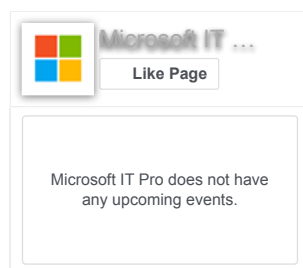 Microsoft IT …
Like Page
Microsoft IT Pro does not have
any upcoming events.